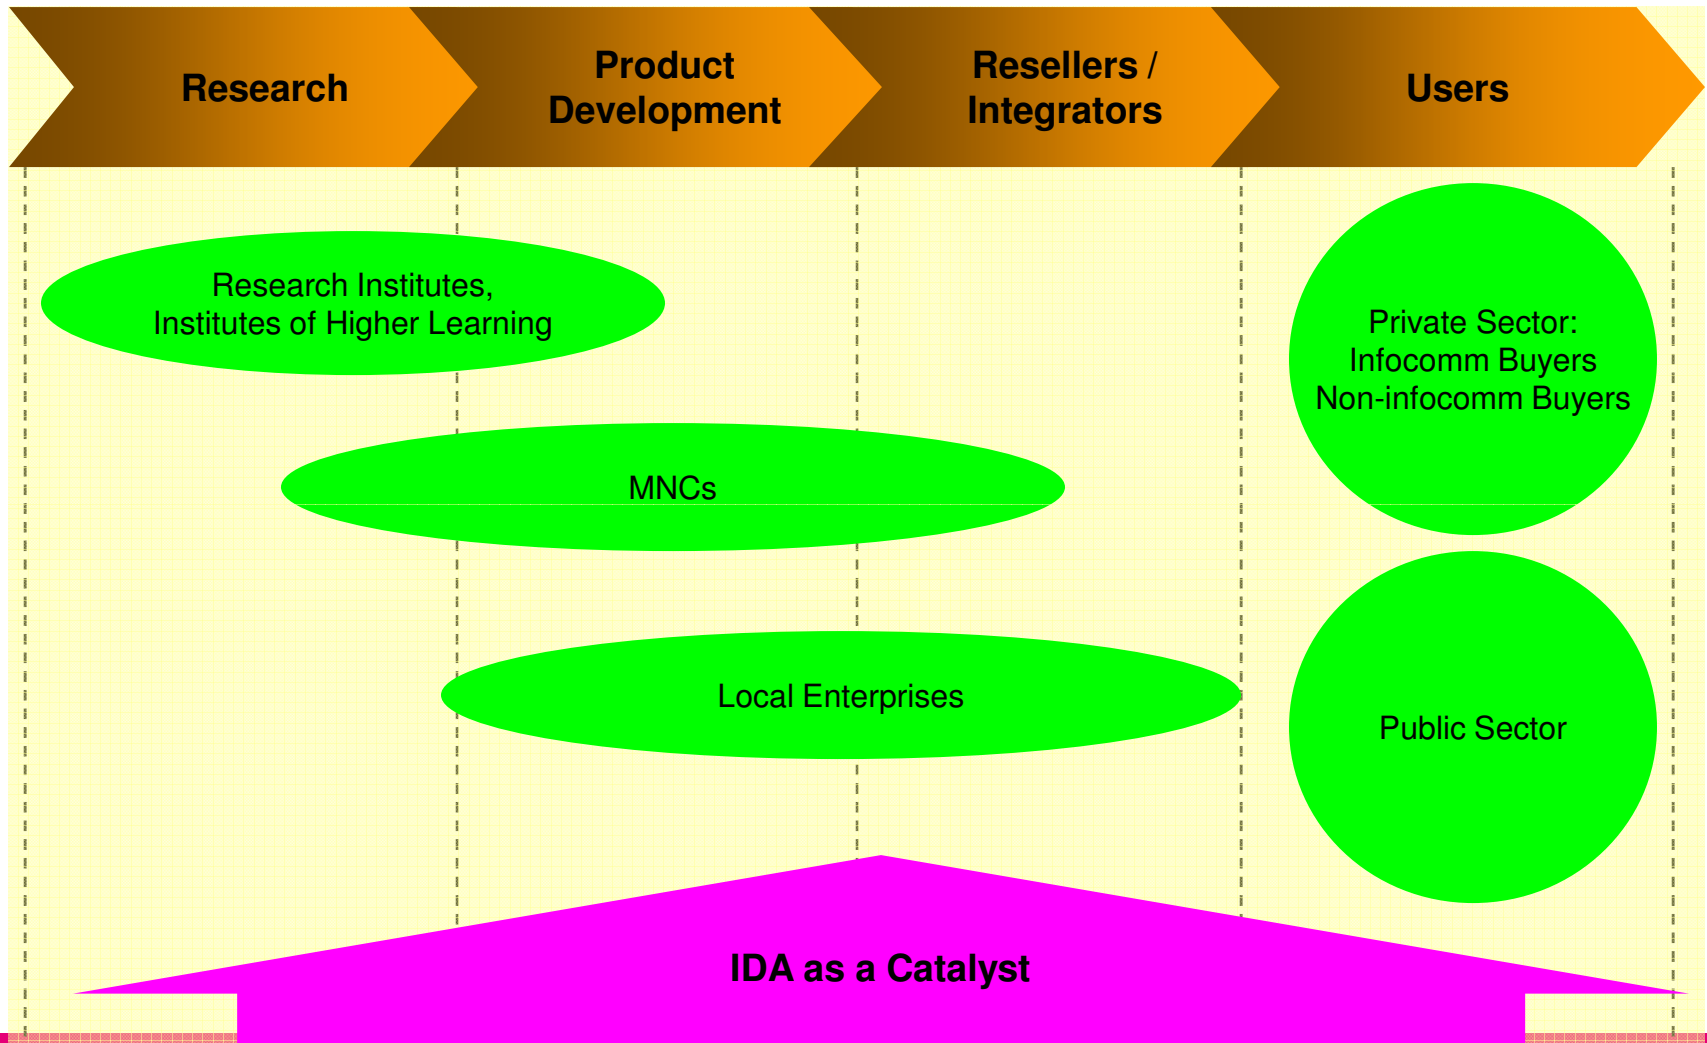 Research
Product
Development
Resellers /
Integrators
Users
Research Institutes,
Institutes of Higher Learning
Private Sector:
Infocomm Buyers
Non-infocomm Buyers
MNCs
Local Enterprises
Public Sector
IDA as a Catalyst